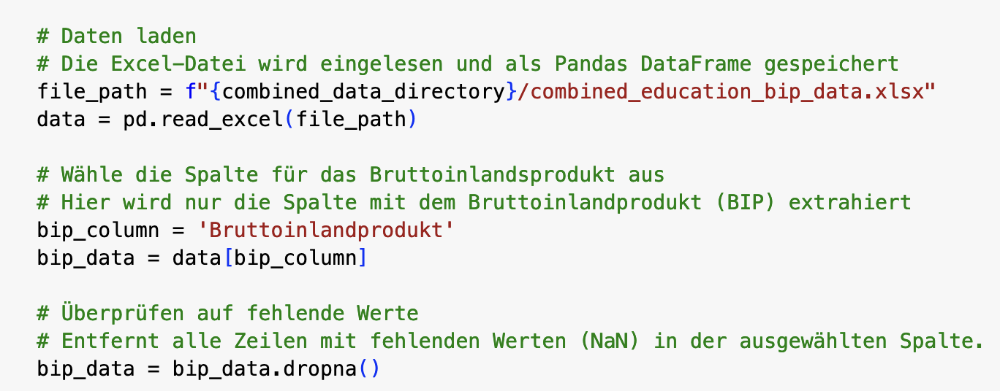 # Daten laden
# Die Excel-Datei wird eingelesen und als Pandas DataFrame gespeichert
file_path = f"{combined_data_directory}/combined_education_bip_data.xlsx"
data = pd.read_excel(file_path)
# Wähle die Spalte für das Bruttoinlandsprodukt aus
# Hier wird nur die Spalte mit dem Bruttoinlandprodukt (BIP) extrahiert
bip_column = 'Bruttoinlandprodukt'
bip_data = data[bip_column]
# Überprüfen auf fehlende Werte
# Entfernt alle Zeilen mit fehlenden Werten (NaN) in der ausgewählten Spalte.
bip_data = bip_data.dropna()